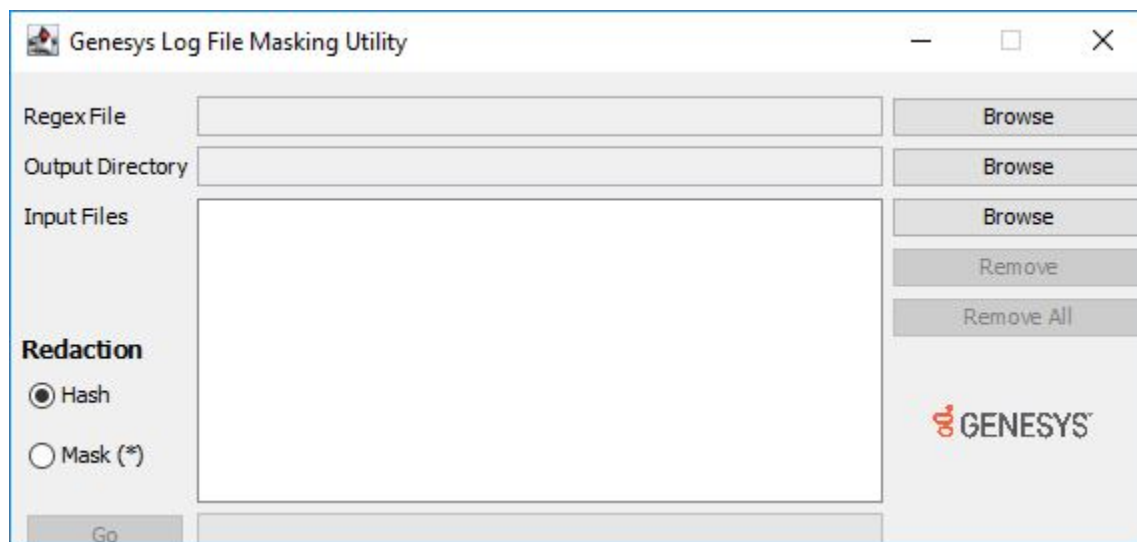 Genesys Log File Masking Utility
Regex File
Browse
Output Directory
Browse
Input Files
Browse
Remove
Remove All
Redaction
Hash
Mask (*)
GENESYS
Go